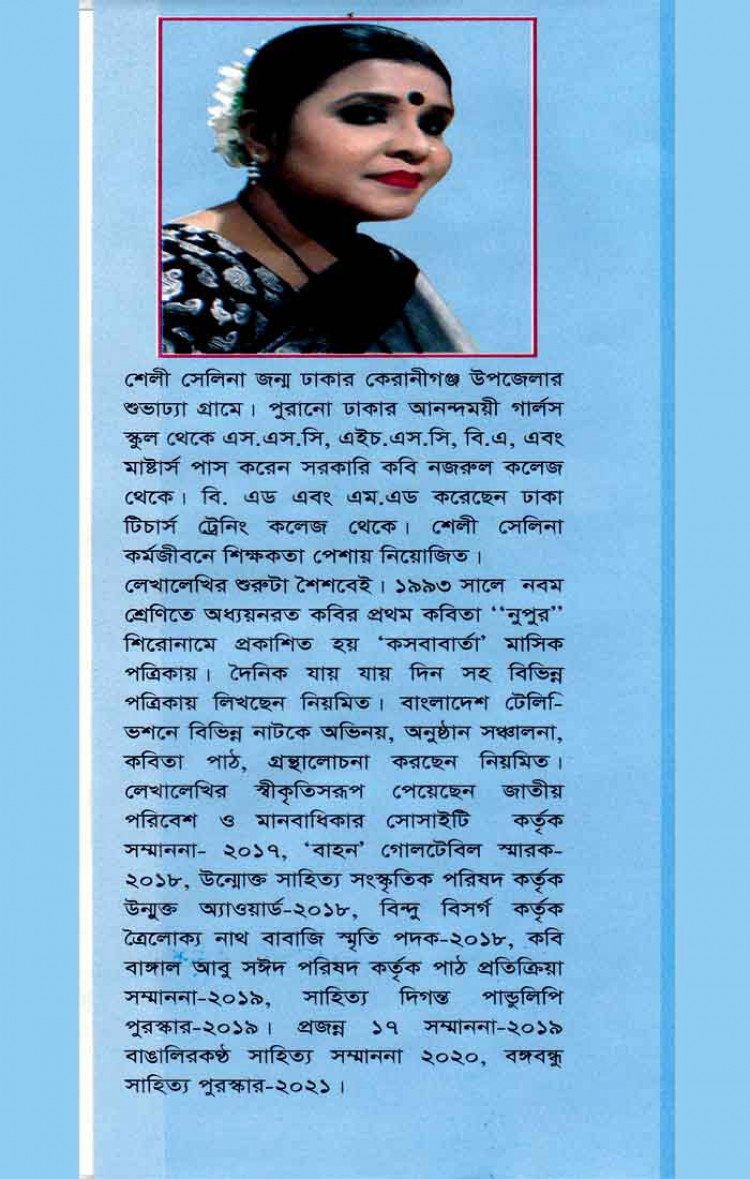 শেলী সেলিনা জন্ম ঢাকার কেরানীগঞ্জ উপজেলার
শুভাঢ্যা গ্রামে। পুরানো ঢাকার আনন্দময়ী গার্লস
স্কুল থেকে এস.এস.সি, এইচ.এস.সি, বি.এ, এবং
মাষ্টার্স পাস করেন সরকারি কবি নজরুল কলেজ
থেকে। বি. এড এবং এম.এড করেছেন ঢাকা
টিচার্স ট্রেনিং কলেজ থেকে। শেলী সেলিনা
কর্মজীবনে শিক্ষকতা পেশায় নিয়োজিত।
লেখালেখির শুরুটা শৈশবেই। ১৯৯৩ সালে নবম
শ্রেণিতে অধ্যয়নরত কবির প্রথম কবিতা ‘‘নুপুর’’
শিরোনামে প্রকাশিত হয় ‘কসবাবার্তা’ মাসিক
পত্রিকায়। দৈনিক যায় যায় দিন সহ বিভিন্ন
পত্রিকায় লিখছেন নিয়মিত। বাংলাদেশ টেলি-
ভশনে বিভিন্ন নাটকে অভিনয়, অনুষ্ঠান সঞ্চালনা,
কবিতা পাঠ, গ্রন্থালোচনা করছেন নিয়মিত।
লেখালেখির স্বীকৃতিসরূপ পেয়েছেন জাতীয়
পরিবেশ ও মানবাধিকার সোসাইটি কর্তৃক
সম্মাননা- ২০১৭, ‘বাহন’ গোলটেবিল স্মারক-
২০১৮, উন্মোক্ত সাহিত্য সংস্কৃতিক পরিষদ কর্তৃক
উন্মুক্ত অ্যাওয়ার্ড-২০১৮, বিন্দু বিসর্গ কর্তৃক
ত্রৈলোক্য নাথ বাবাজি স্মৃতি পদক-২০১৮, কবি
বাঙ্গাল আবু সঈদ পরিষদ কর্তৃক পাঠ প্রতিক্রিয়া
সম্মাননা-২০১৯, সাহিত্য দিগন্ত পান্ডুলিপি
পুরস্কার-২০১৯। প্রজন্ন ১৭ সম্মাননা-২০১৯
বাঙালিরকণ্ঠ সাহিত্য সম্মাননা ২০২০, বঙ্গবন্ধু
সাহিত্য পুরস্কার-২০২১।